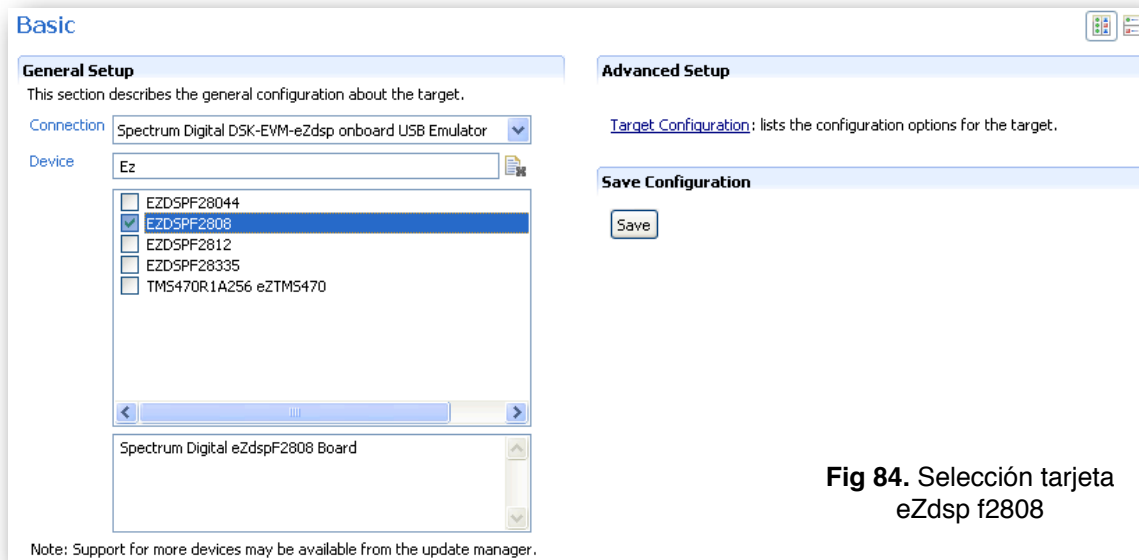 Basic
General Setup
This section describes the general configuration about the target.
Connection Spectrum Digital DSK-EVM-eZdsp onboard USB Emulator
Device Ez
EZDSPF28044
EZDSPF2808
EZDSPF2812
EZDSPF28335
TMS470R1A256 eZTMS470
Spectrum Digital eZdspF2808 Board
Note: Support for more devices may be available from the update manager.
Advanced Setup
Target Configuration: lists the configuration options for the target.
Save Configuration
Save
Fig 84. Selección tarjeta
eZdsp f2808